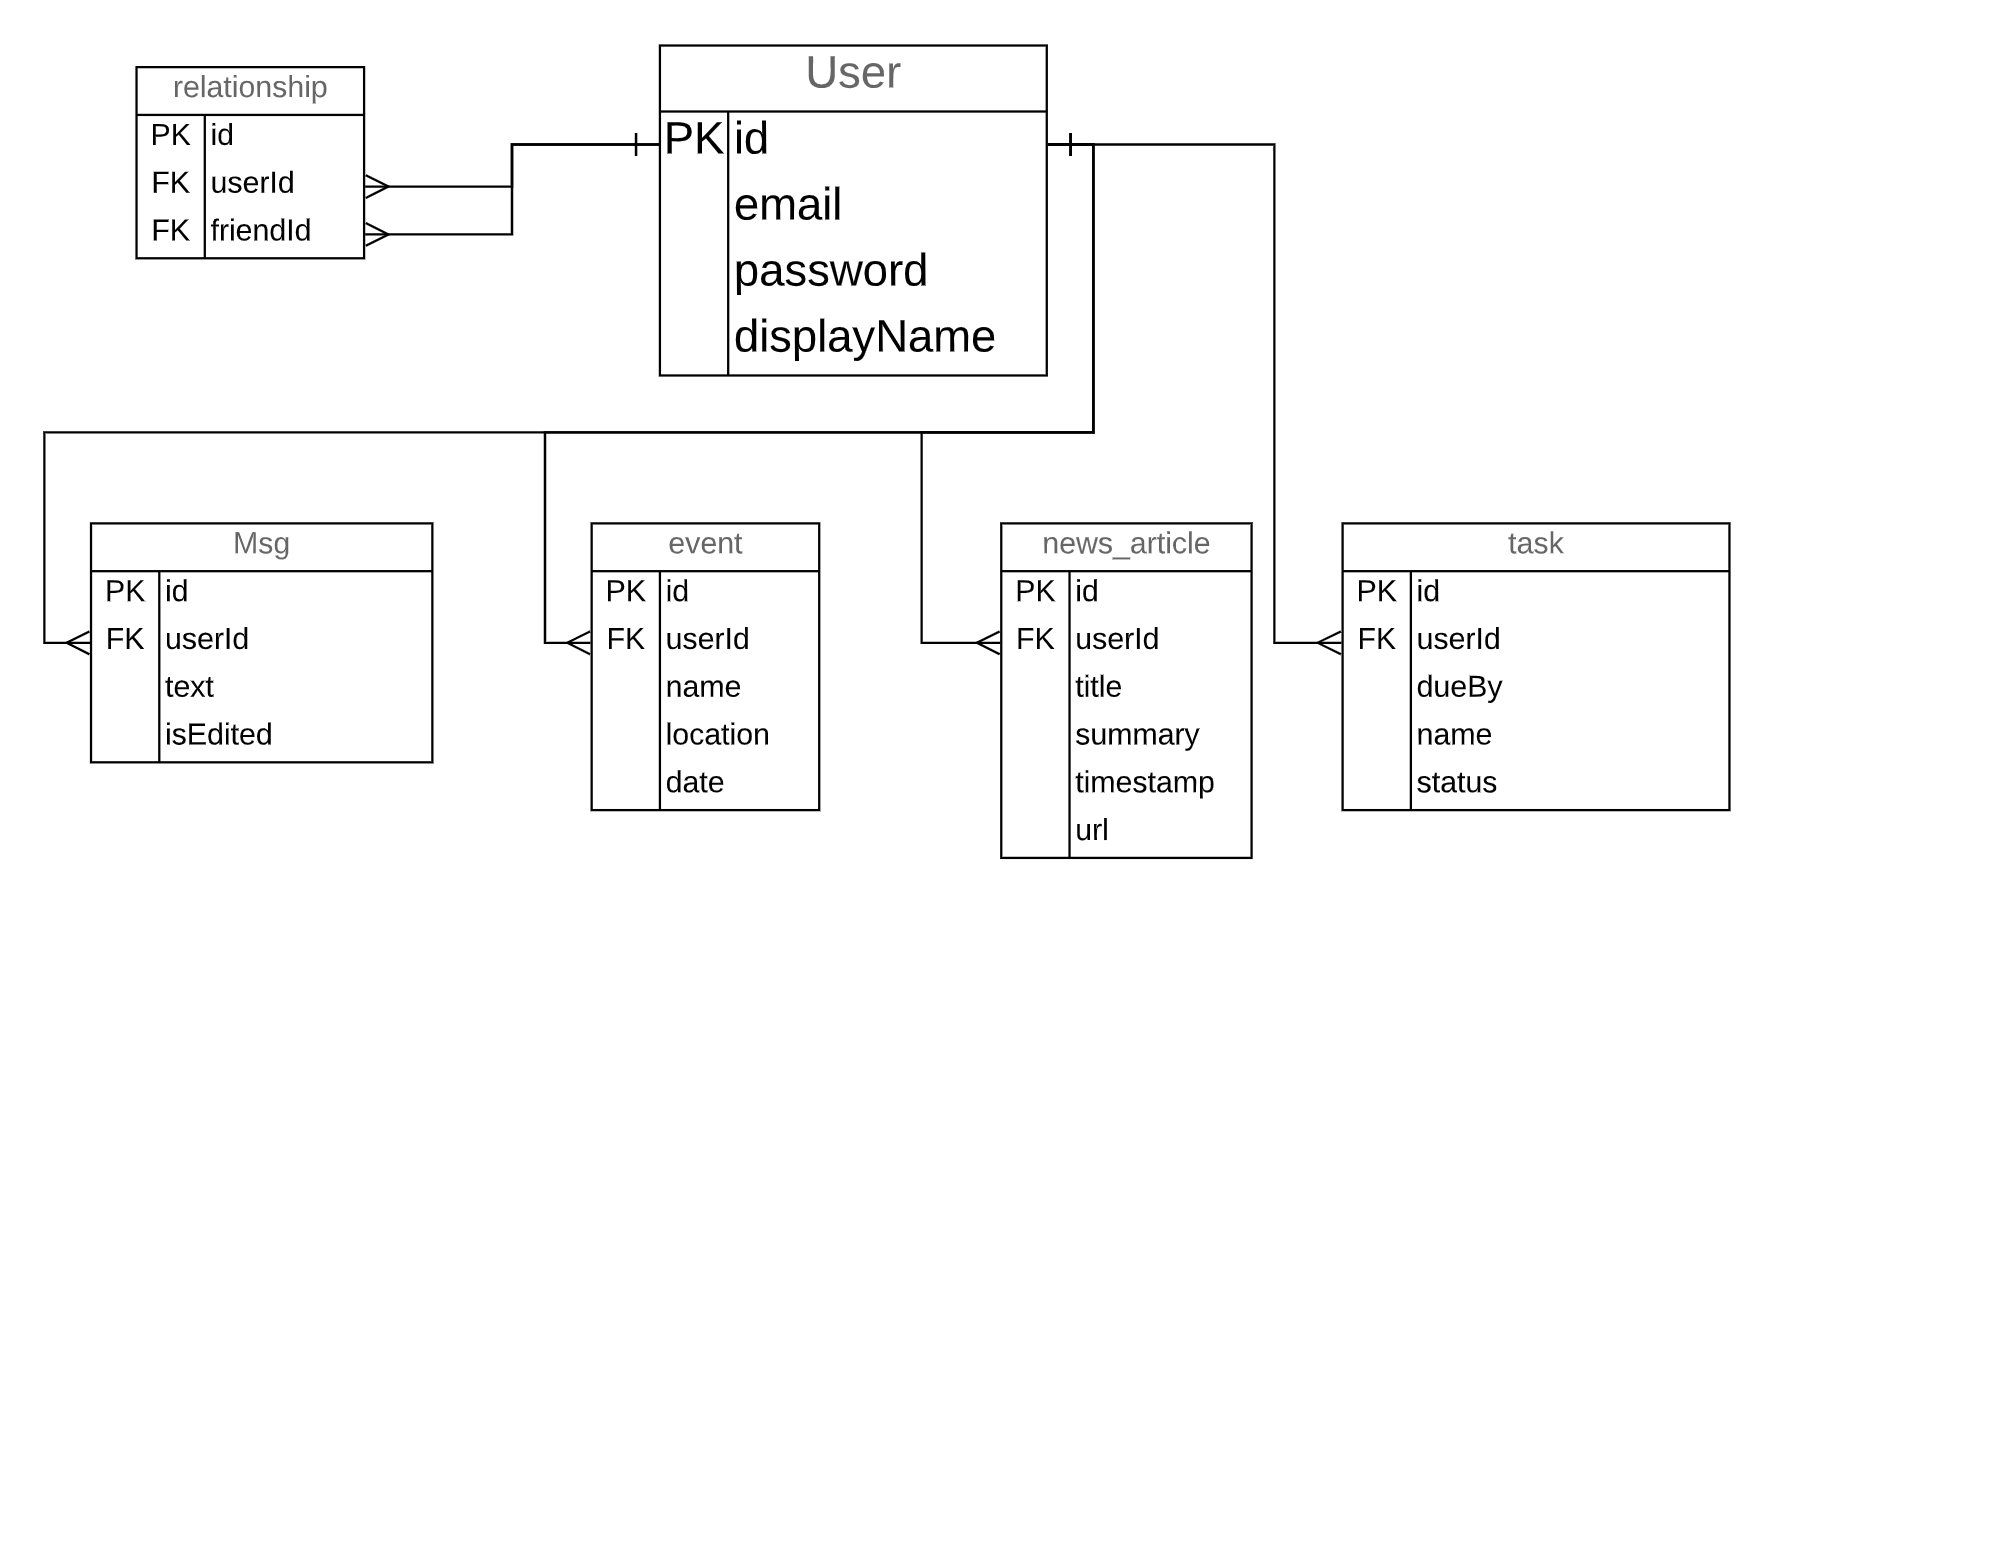 relationship
PK id
FK userId
FK friendId
User
PK id
email
password
displayName
Msg
PK id
FK userId
text
isEdited
event
PK id
FK userId
name
location
date
news_article
PK id
FK userId
title
summary
timestamp
url
task
PK id
FK userId
dueBy
name
status